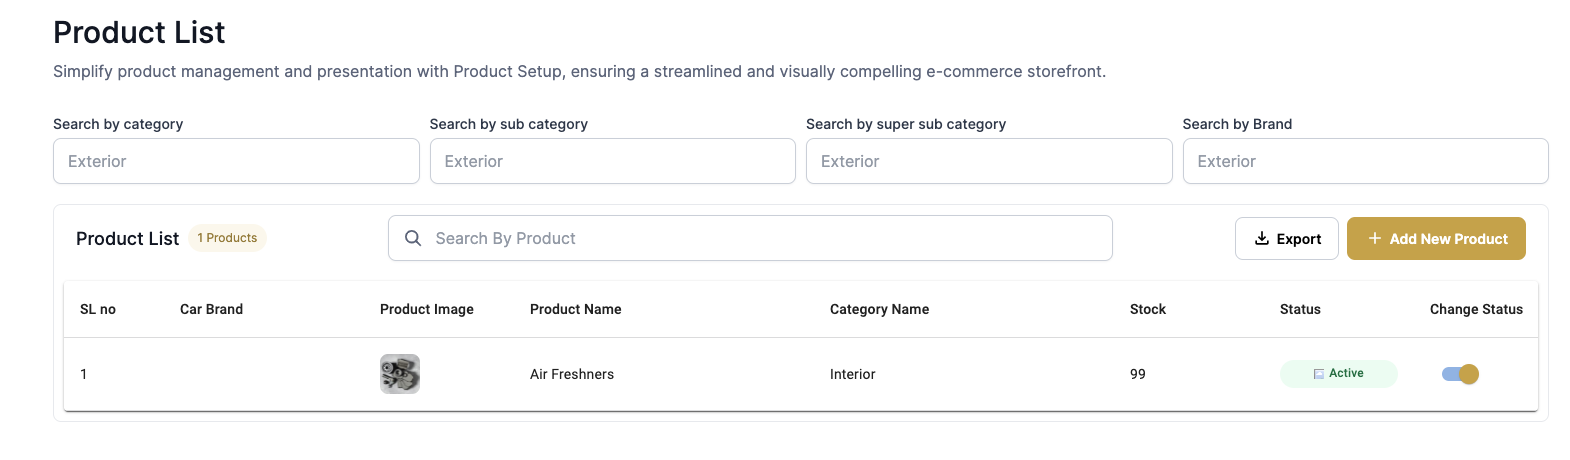 Product List
Simplify product management and presentation with Product Setup, ensuring a streamlined and visually compelling e-commerce storefront.
Search by category
Search by sub category
Search by super sub category
Search by Brand
Exterior
Exterior
Exterior
Exterior
Product List
1 Products
Search By Product
Export
+ Add New Product
SL no
Car Brand
Product Image
Product Name
Category Name
Stock
Status
Change Status
1
Air Freshners
Interior
99
Active